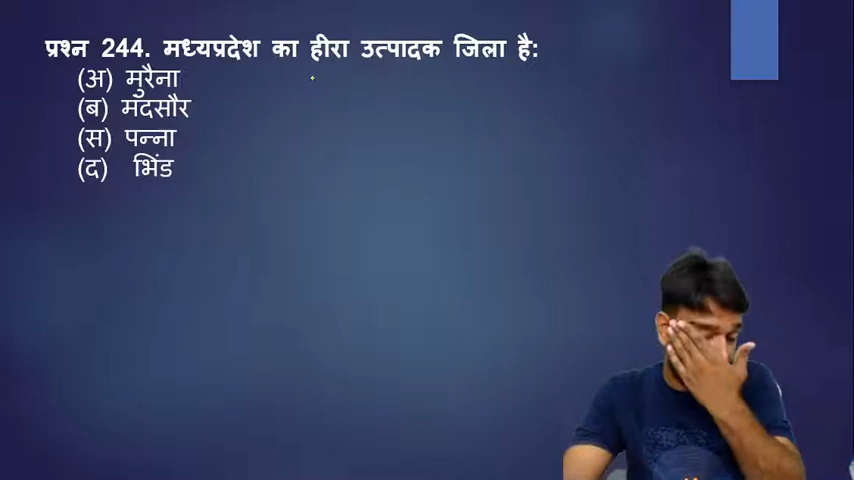 प्रश्न 244. मध्यप्रदेश का हीरा उत्पादक जिला है:
(अ) मुरैना
(ब) मंदसौर
(स) पन्ना
(द) भिंड